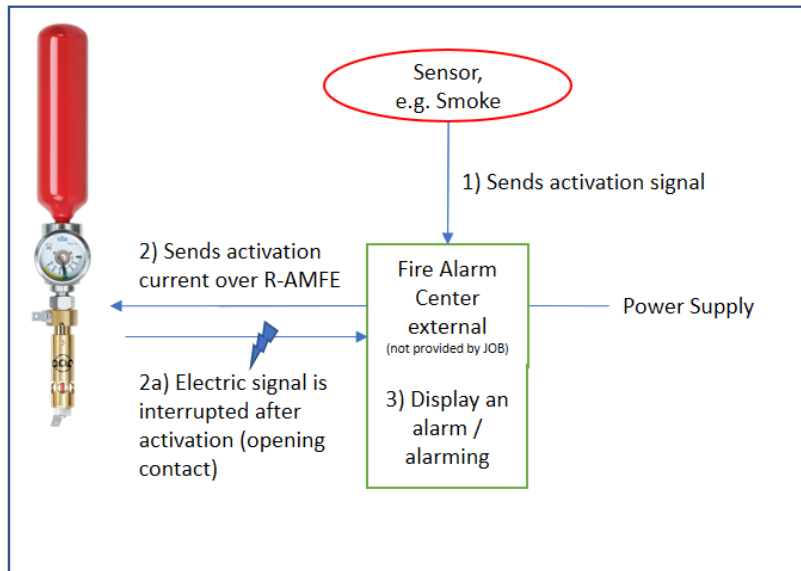 Sensor,
e.g. Smoke
1) Sends activation signal
2) Sends activation
current over R-AMFE
Fire Alarm
Center
external
(not provided by JOB)
Power Supply
2a) Electric signal is
interrupted after
activation (opening
contact)
3) Display an
alarm /
alarming